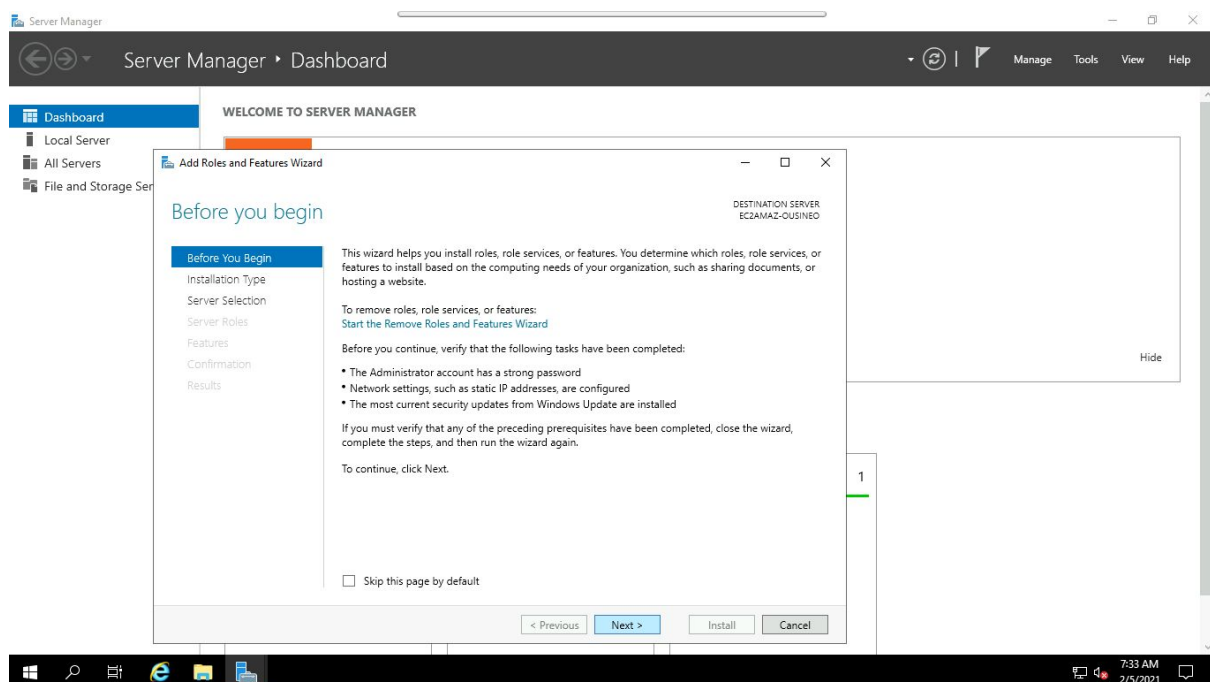 Server Manager
Server Manager • Dashboard
Manage Tools View Help
Dashboard
Local Server
All Servers
File and Storage Ser
WELCOME TO SERVER MANAGER
Add Roles and Features Wizard
Before you begin
DESTINATION SERVER
EC2AMAZ-OUSINEO
Before You Begin
Installation Type
Server Selection
Server Roles
Features
Confirmation
Results
This wizard helps you install roles, role services, or features. You determine which roles, role services, or
features to install based on the computing needs of your organization, such as sharing documents, or
hosting a website.
To remove roles, role services, or features:
Start the Remove Roles and Features Wizard
Before you continue, verify that the following tasks have been completed:
• The Administrator account has a strong password
• Network settings, such as static IP addresses, are configured
• The most current security updates from Windows Update are installed
If you must verify that any of the preceding prerequisites have been completed, close the wizard,
complete the steps, and then run the wizard again.
To continue, click Next.
Skip this page by default
< Previous Next > Install Cancel
Hide
1
7:33 AM
2/5/2021